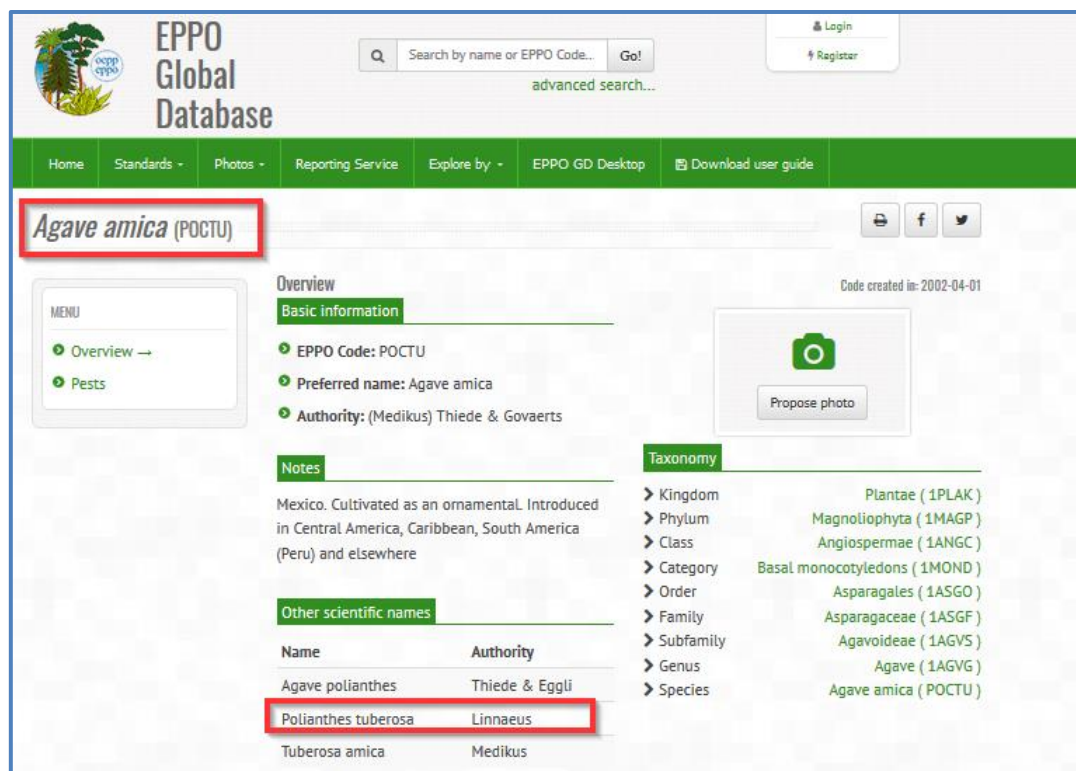 ocpp
eppo
EPPO
Global
Database
Search by name or EPPO Code... Go!
advanced search...
Login
Register
Home Standards Photos Reporting Service Explore by EPPO GD Desktop Download user guide
Agave amica (POCTU)
MENU
Overview →
Pests
Overview
Code created in: 2002-04-01
Basic information
EPPO Code: POCTU
Preferred name: Agave amica
Authority: (Medikus) Thiede & Govaerts
Propose photo
Notes
Mexico. Cultivated as an ornamental. Introduced
in Central America, Caribbean, South America
(Peru) and elsewhere
Other scientific names
Name Authority
Agave polianthes Thiede & Eggli
Polianthes tuberosa Linnaeus
Tuberosa amica Medikus
Taxonomy
Kingdom Plantae ( 1PLAK )
Phylum Magnoliophyta ( 1MAGP )
Class Angiospermae ( 1ANGC )
Category Basal monocotyledons ( 1MOND )
Order Asparagales ( 1ASGO )
Family Asparagaceae ( 1ASGF )
Subfamily Agavoideae ( 1AGVS )
Genus Agave ( 1AGVG )
Species Agave amica ( POCTU )